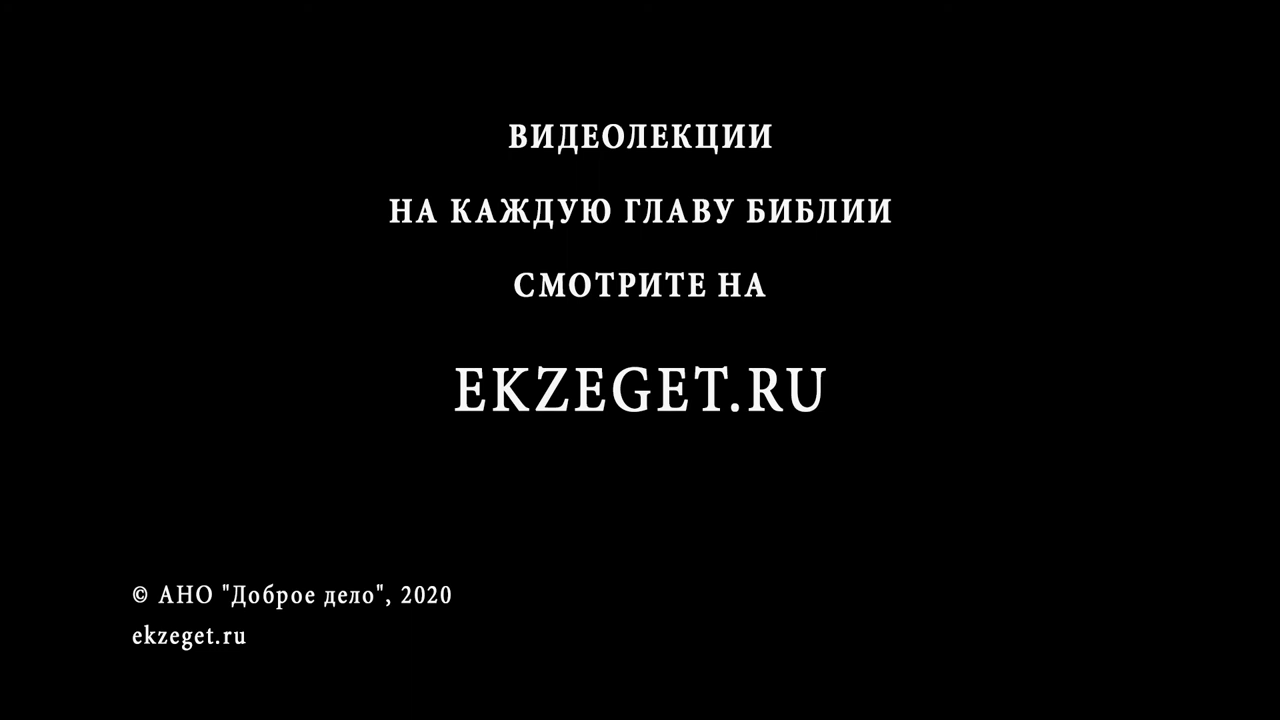 ВИДЕОЛЕКЦИИ
НА КАЖДУЮ ГЛАВУ БИБЛИИ
СМОТРИТЕ НА
EKZEGET.RU
© АНО "Доброе дело", 2020
ekzeget.ru